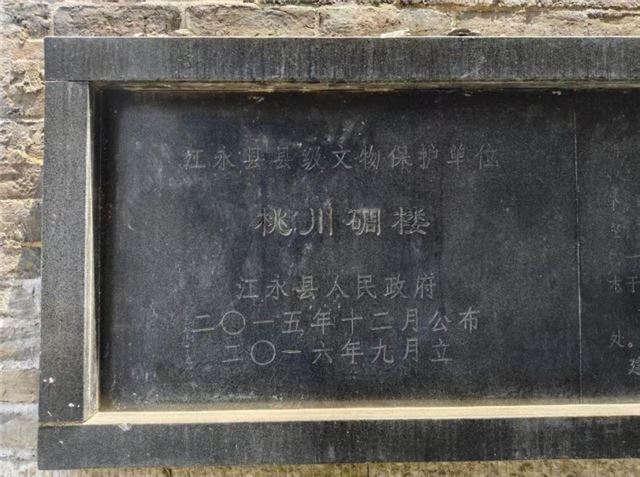 江永县县级文物保护单位
桃川碉楼
江永县人民政府
二〇一五年十二月公布
二〇一六年九月立
处。